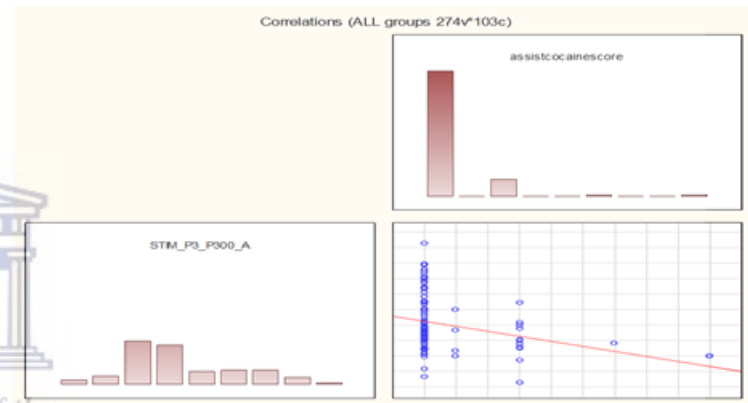 Correlations (ALL groups 274v*103c)
assistcocainescore
STIM_P3_P300_A